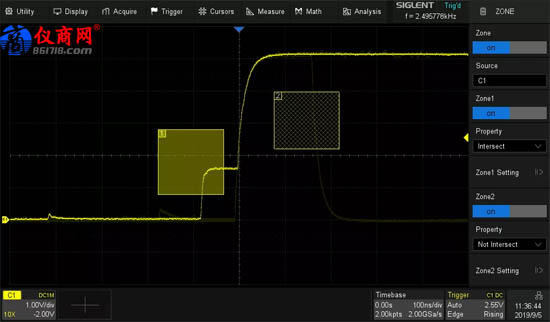 Utility Display Acquire Trigger Cursors Measure Math Analysis SIGLENT Trig'd
f = 2.495778kHz
ZONE
仪商网
861718.com
Zone
on
Source
C1
Zone1
on
Property
Intersect
Zone1 Setting
Zone2
on
Property
Not Intersect
Zone2 Setting
1
2
C1 DC1M
1.00V/div
10X -2.00V
Timebase
0.00s 100ns/div
2.00kpts 2.00GSa/s
Trigger C1 DC
Auto 2.55V
Edge Rising
11:36:44
2019/9/5